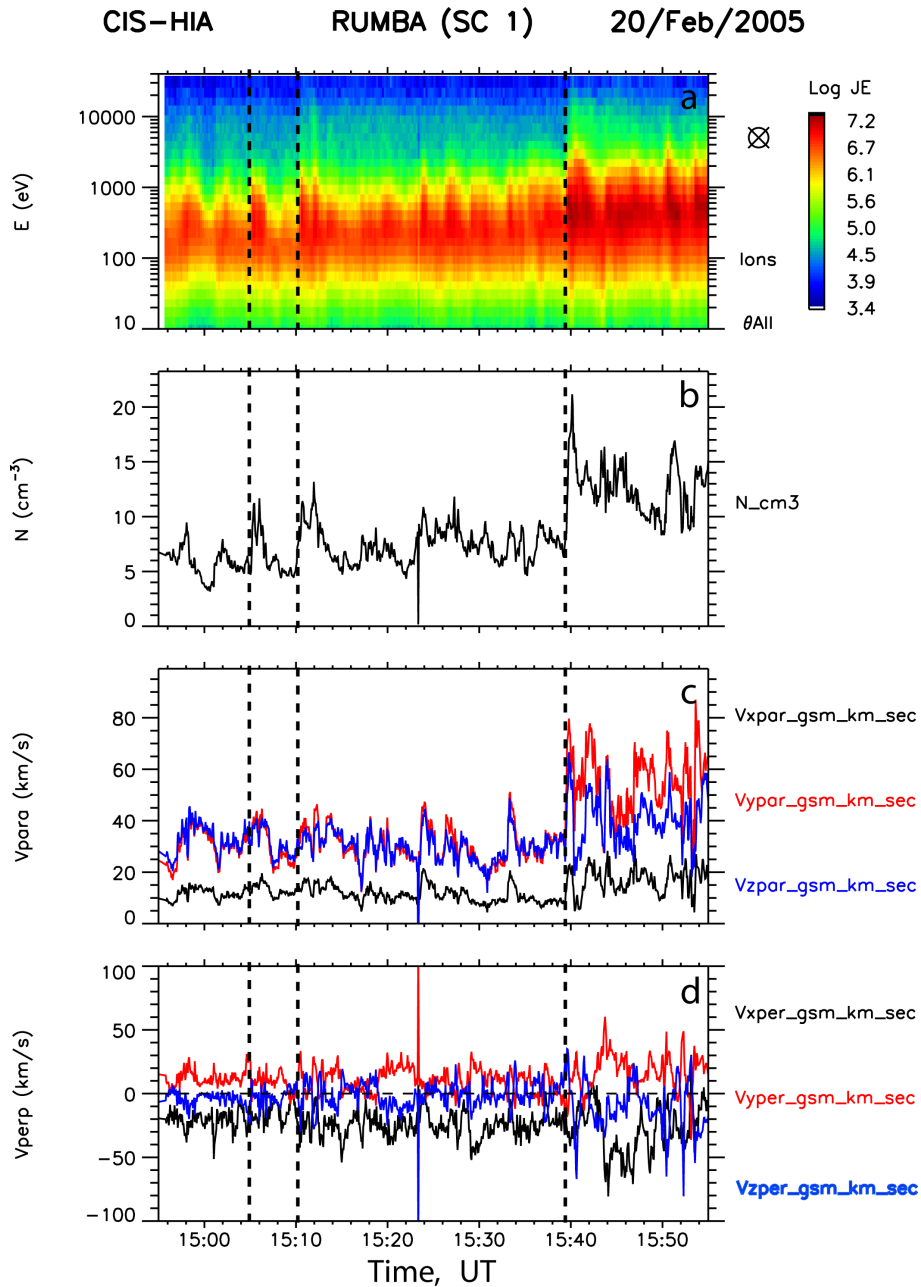 CIS-HIA RUMBA (SC 1) 20/Feb/2005
a
Log JE
E (eV)
10000
1000
100
10
Ions
θAll
7.2
6.7
6.1
5.6
5.0
4.5
3.9
3.4
b
N (cm⁻³)
20
15
10
5
0
N_cm3
c
Vpara (km/s)
80
60
40
20
0
Vxpar_gsm_km_sec
Vypar_gsm_km_sec
Vzpar_gsm_km_sec
d
Vperp (km/s)
100
50
0
-50
-100
Vxper_gsm_km_sec
Vyper_gsm_km_sec
Vzper_gsm_km_sec
15:00 15:10 15:20 15:30 15:40 15:50
Time, UT